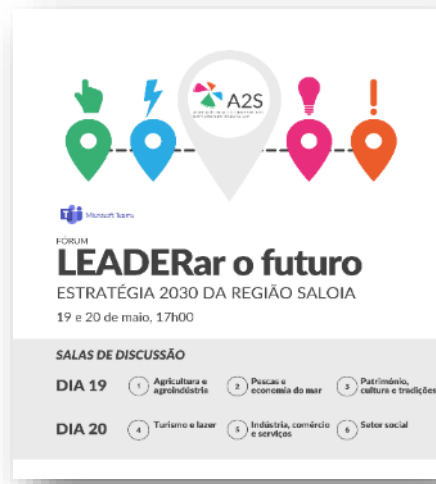 A2S
Microsoft Teams
FÓRUM
LEADERar o futuro
ESTRATÉGIA 2030 DA REGIÃO SALOIA
19 e 20 de maio, 17h00
SALAS DE DISCUSSÃO
DIA 19
1 Agricultura e
agroindústria
2 Pescas e
economia do mar
3 Património,
cultura e tradições
DIA 20
4 Turismo e lazer
5 Indústria, comércio
e serviços
6 Setor social